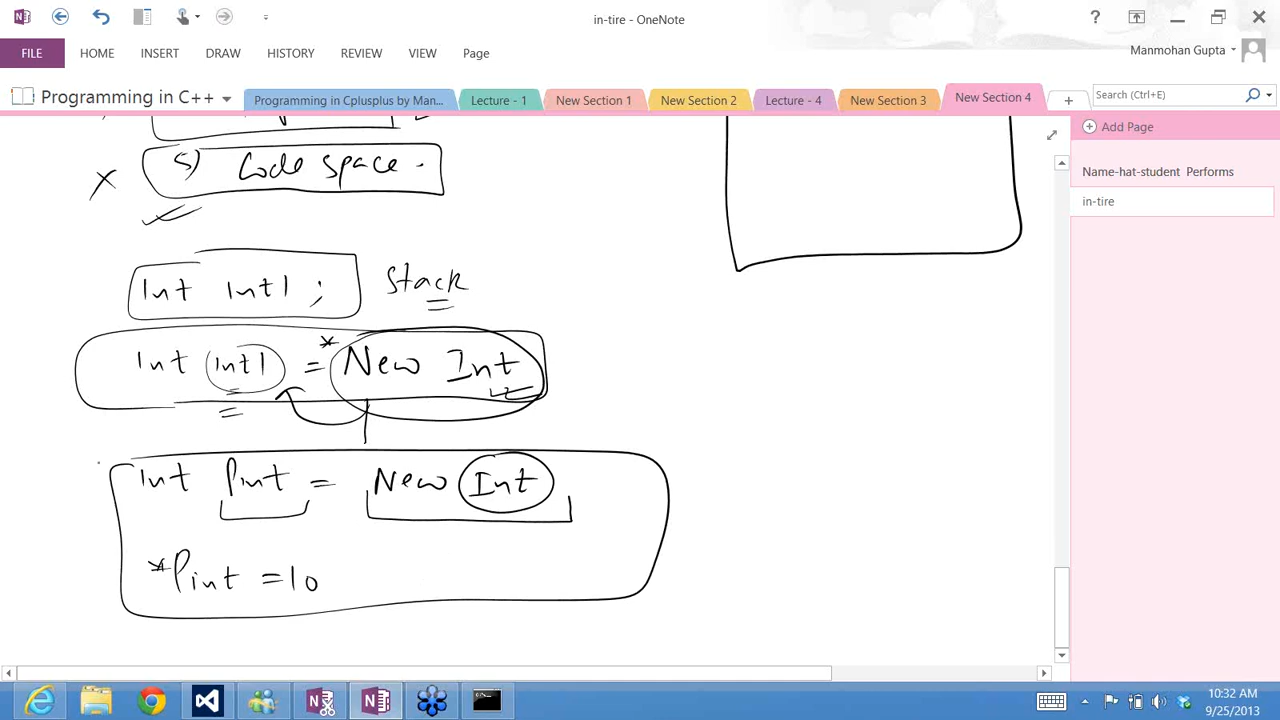 in-tire - OneNote
FILE HOME INSERT DRAW HISTORY REVIEW VIEW Page
Manmohan Gupta
Programming in C++
Programming in Cplusplus by Man... Lecture - 1 New Section 1 New Section 2 Lecture - 4 New Section 3 New Section 4
Search (Ctrl+E)
Add Page
Name-hat-student Performs
in-tire
5) Code space -
Int int1 ; Stack
Int int1 = * New Int
Int Pint = New Int
*Pint = 10
10:32 AM
9/25/2013